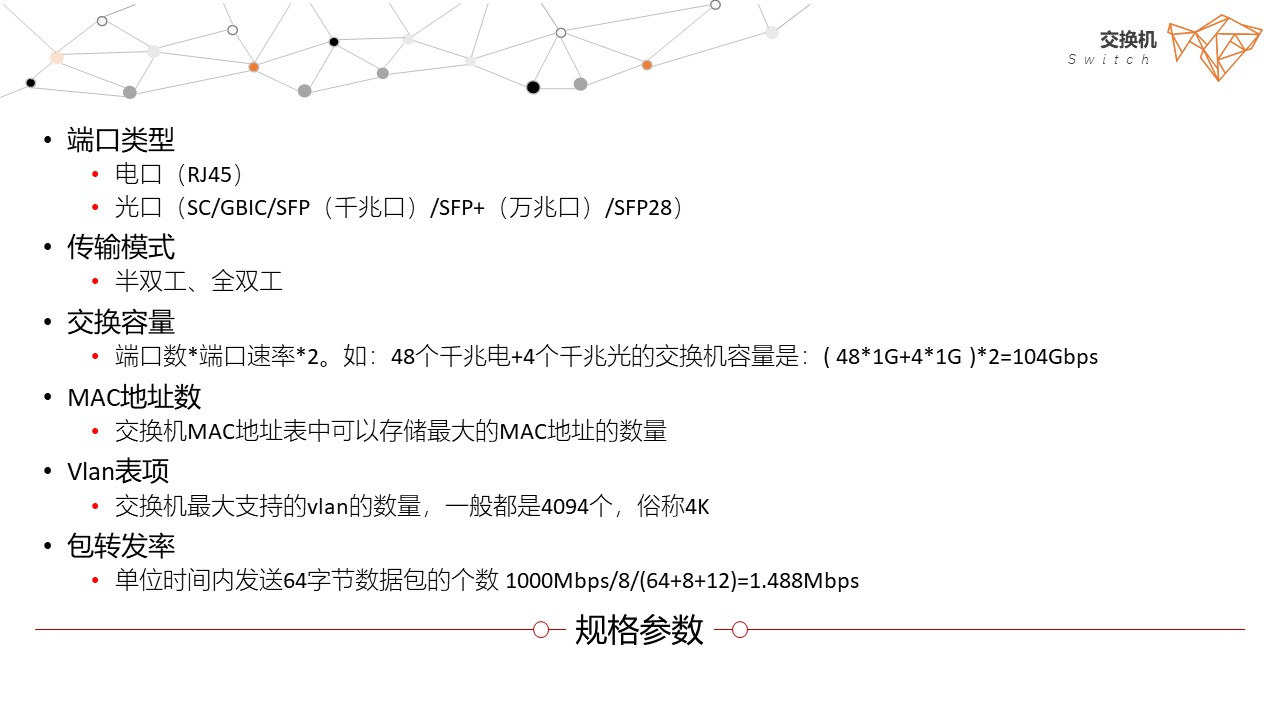 交换机
Switch
• 端口类型
• 电口（RJ45）
• 光口（SC/GBIC/SFP（千兆口）/SFP+（万兆口）/SFP28）
• 传输模式
• 半双工、全双工
• 交换容量
• 端口数*端口速率*2。如：48个千兆电+4个千兆光的交换机容量是：( 48*1G+4*1G )*2=104Gbps
• MAC地址数
• 交换机MAC地址表中可以存储最大的MAC地址的数量
• Vlan表项
• 交换机最大支持的vlan的数量，一般都是4094个，俗称4K
• 包转发率
• 单位时间内发送64字节数据包的个数 1000Mbps/8/(64+8+12)=1.488Mbps
规格参数